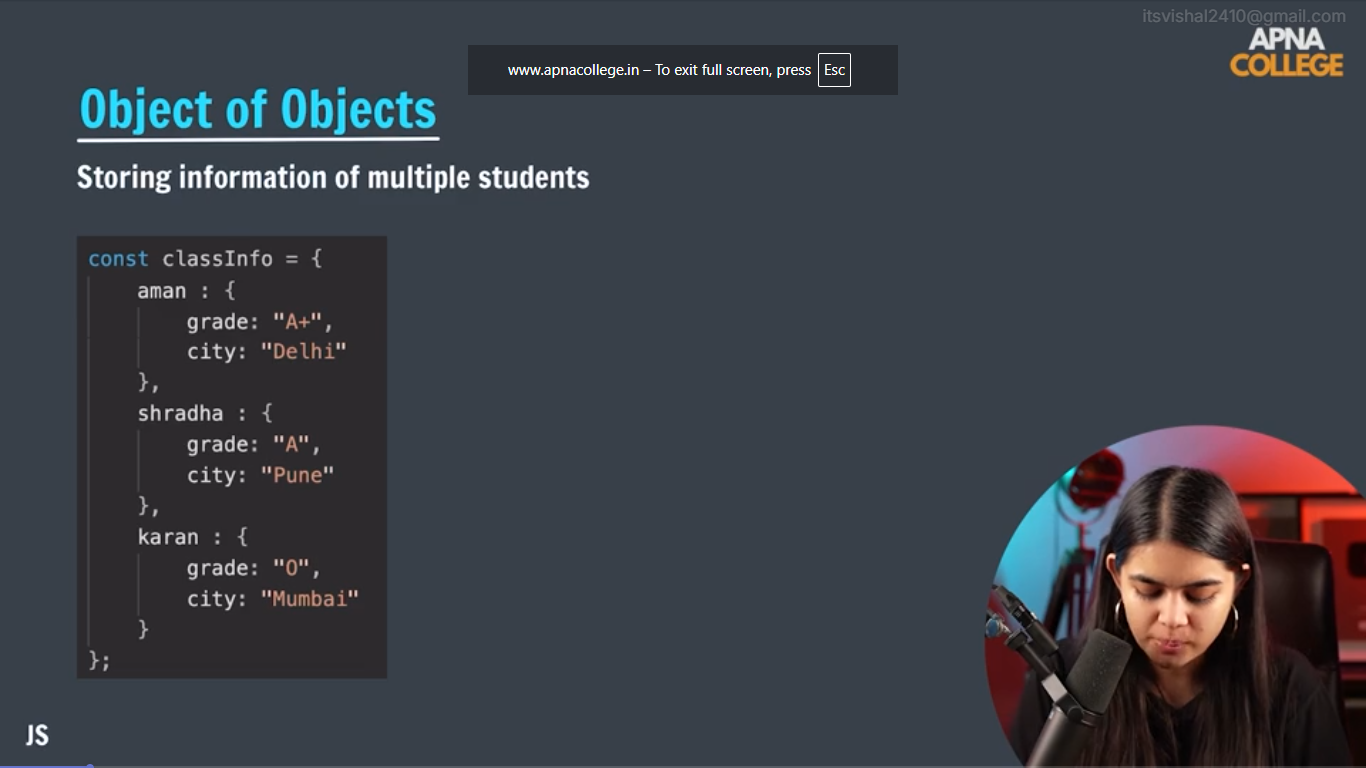 itsvishal2410@gmail.com
APNA
COLLEGE
www.apnacollege.in – To exit full screen, press Esc
Object of Objects
Storing information of multiple students
const classInfo = {
aman : {
grade: "A+",
city: "Delhi"
},
shradha : {
grade: "A",
city: "Pune"
},
karan : {
grade: "O",
city: "Mumbai"
}
};
JS